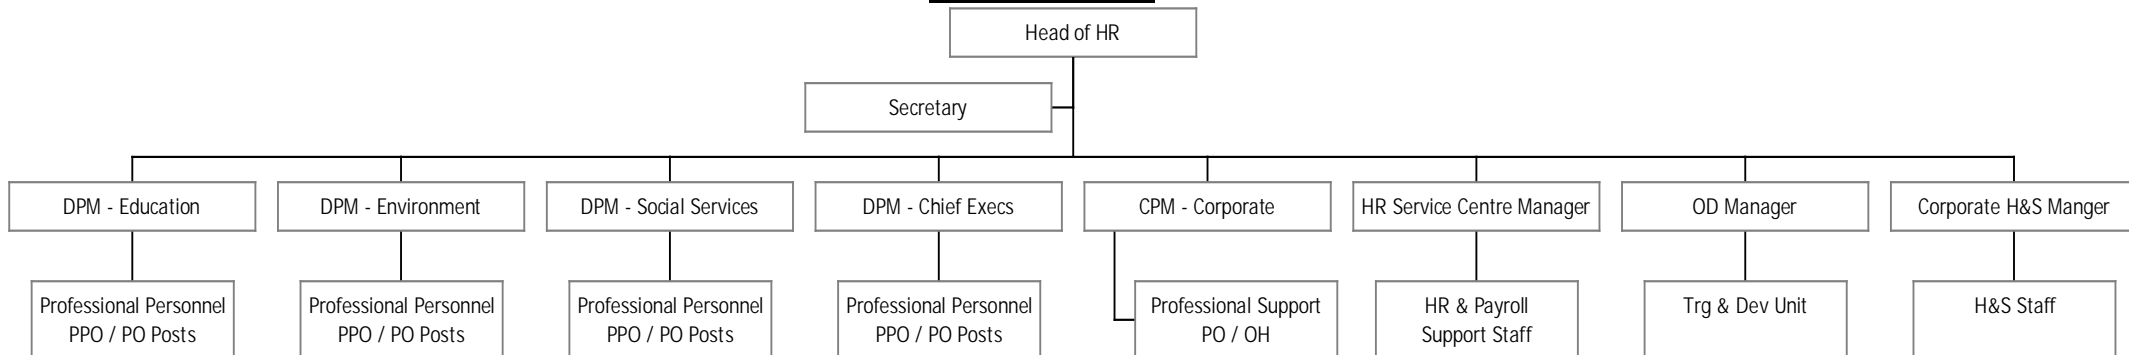 Head of HR
Secretary
DPM - Education
DPM - Environment
DPM - Social Services
DPM - Chief Execs
CPM - Corporate
HR Service Centre Manager
OD Manager
Corporate H&S Manger
Professional Personnel
PPO / PO Posts
Professional Personnel
PPO / PO Posts
Professional Personnel
PPO / PO Posts
Professional Personnel
PPO / PO Posts
Professional Support
PO / OH
HR & Payroll
Support Staff
Trg & Dev Unit
H&S Staff